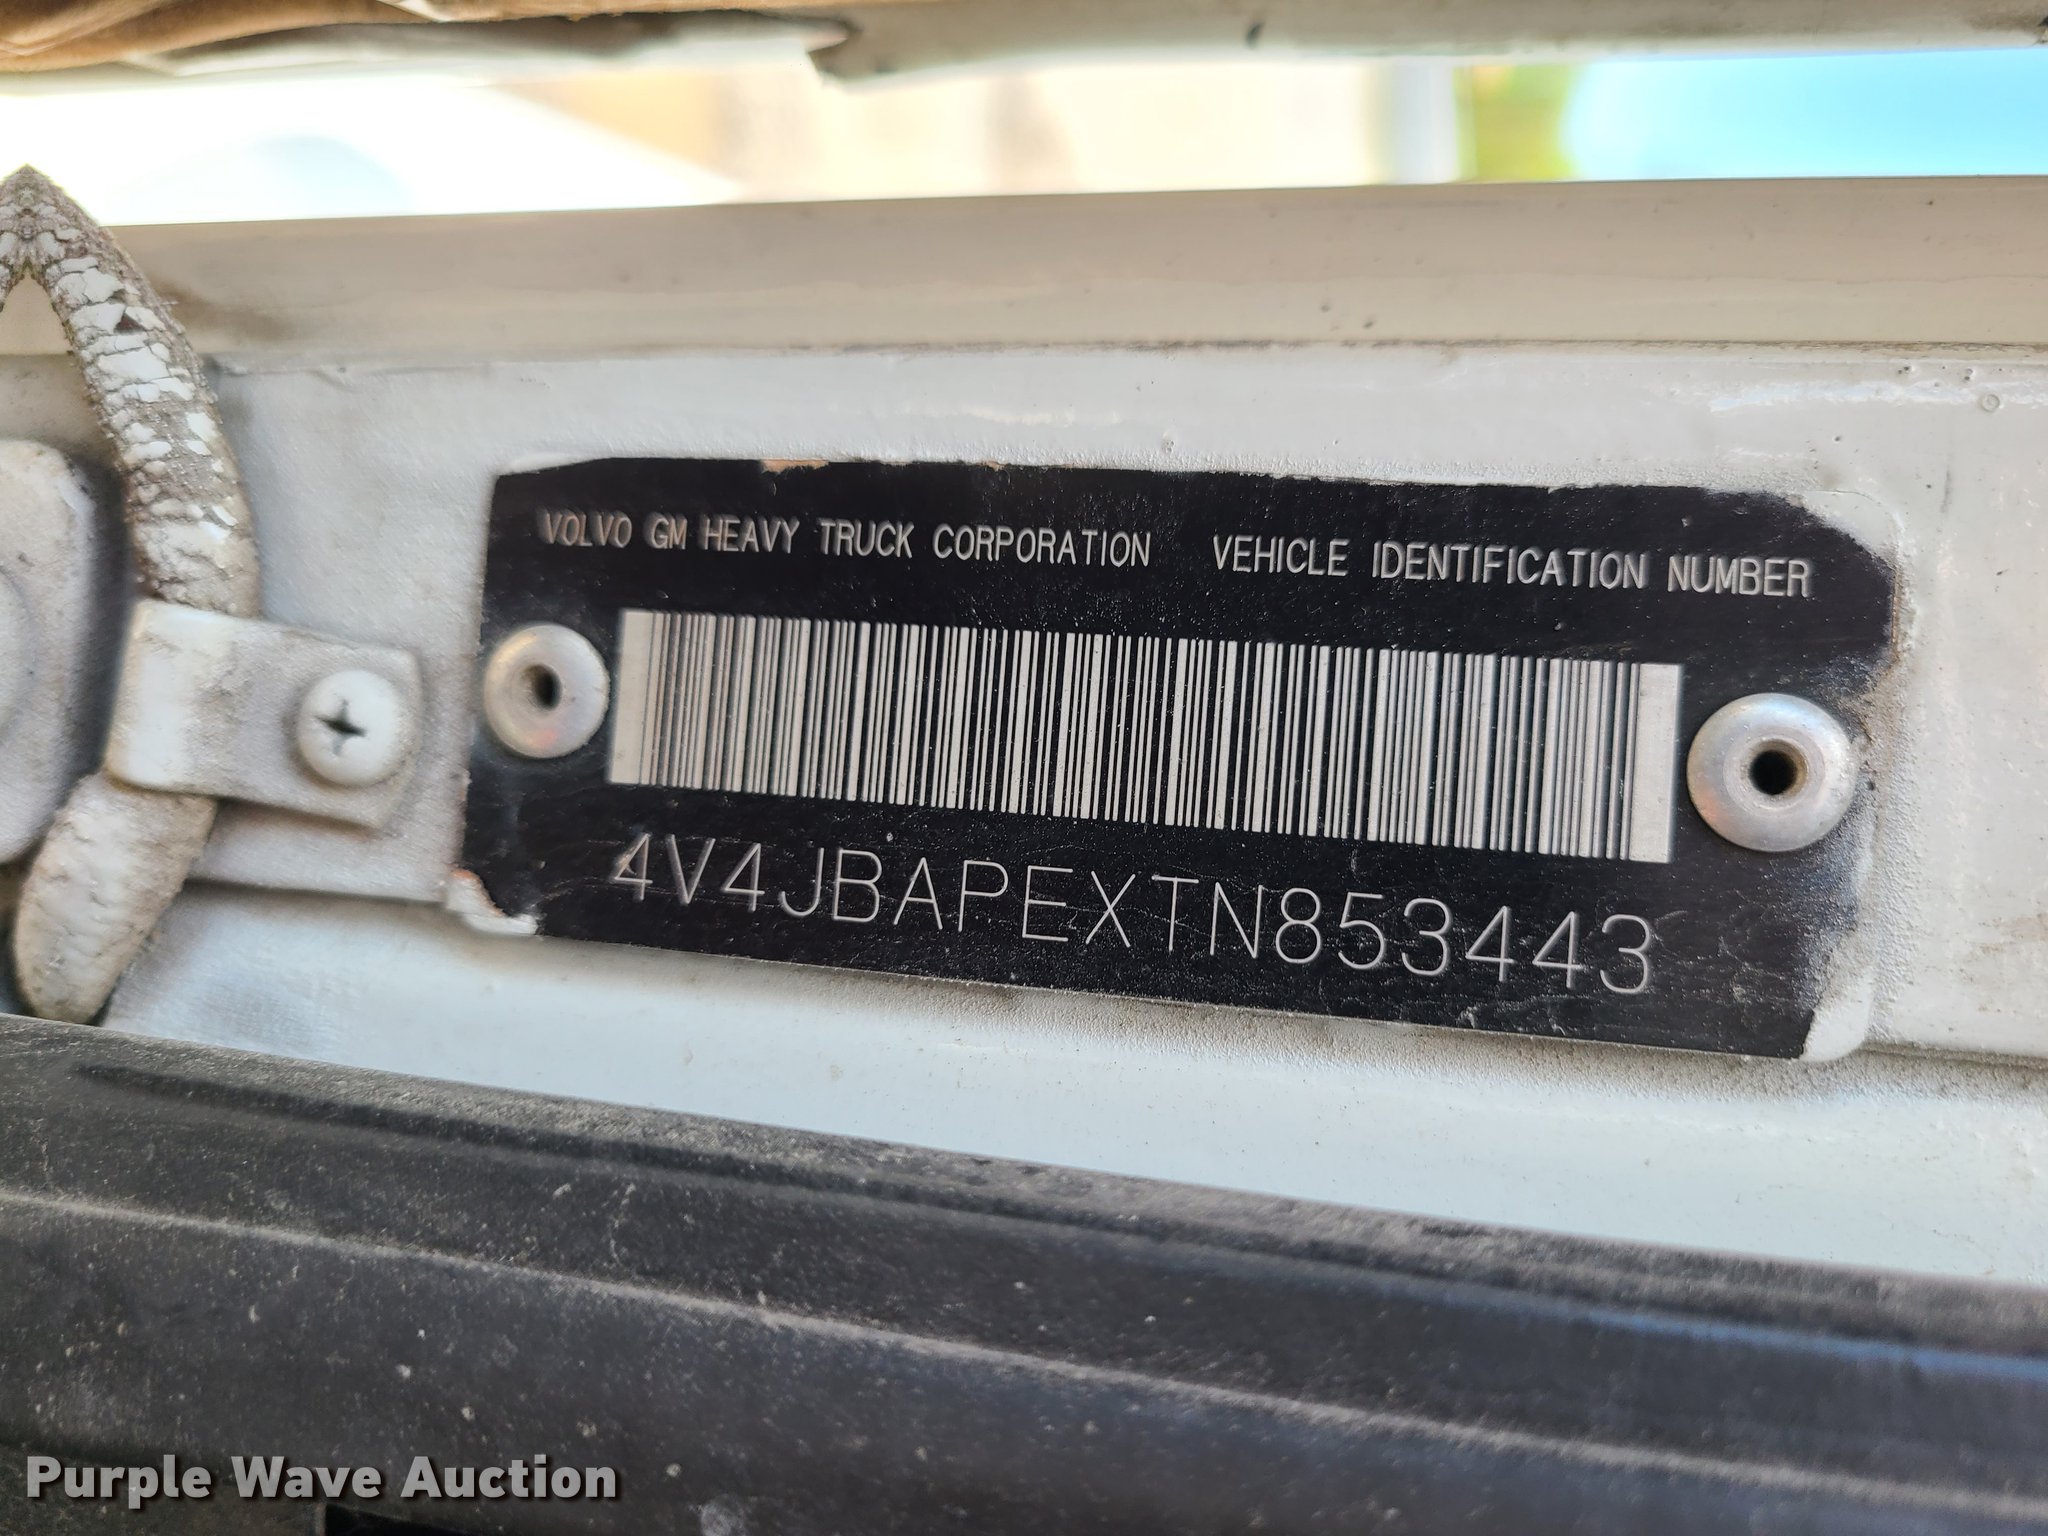 VOLVO GM HEAVY TRUCK CORPORATION VEHICLE IDENTIFICATION NUMBER
4V4JBAPEXTN853443
Purple Wave Auction